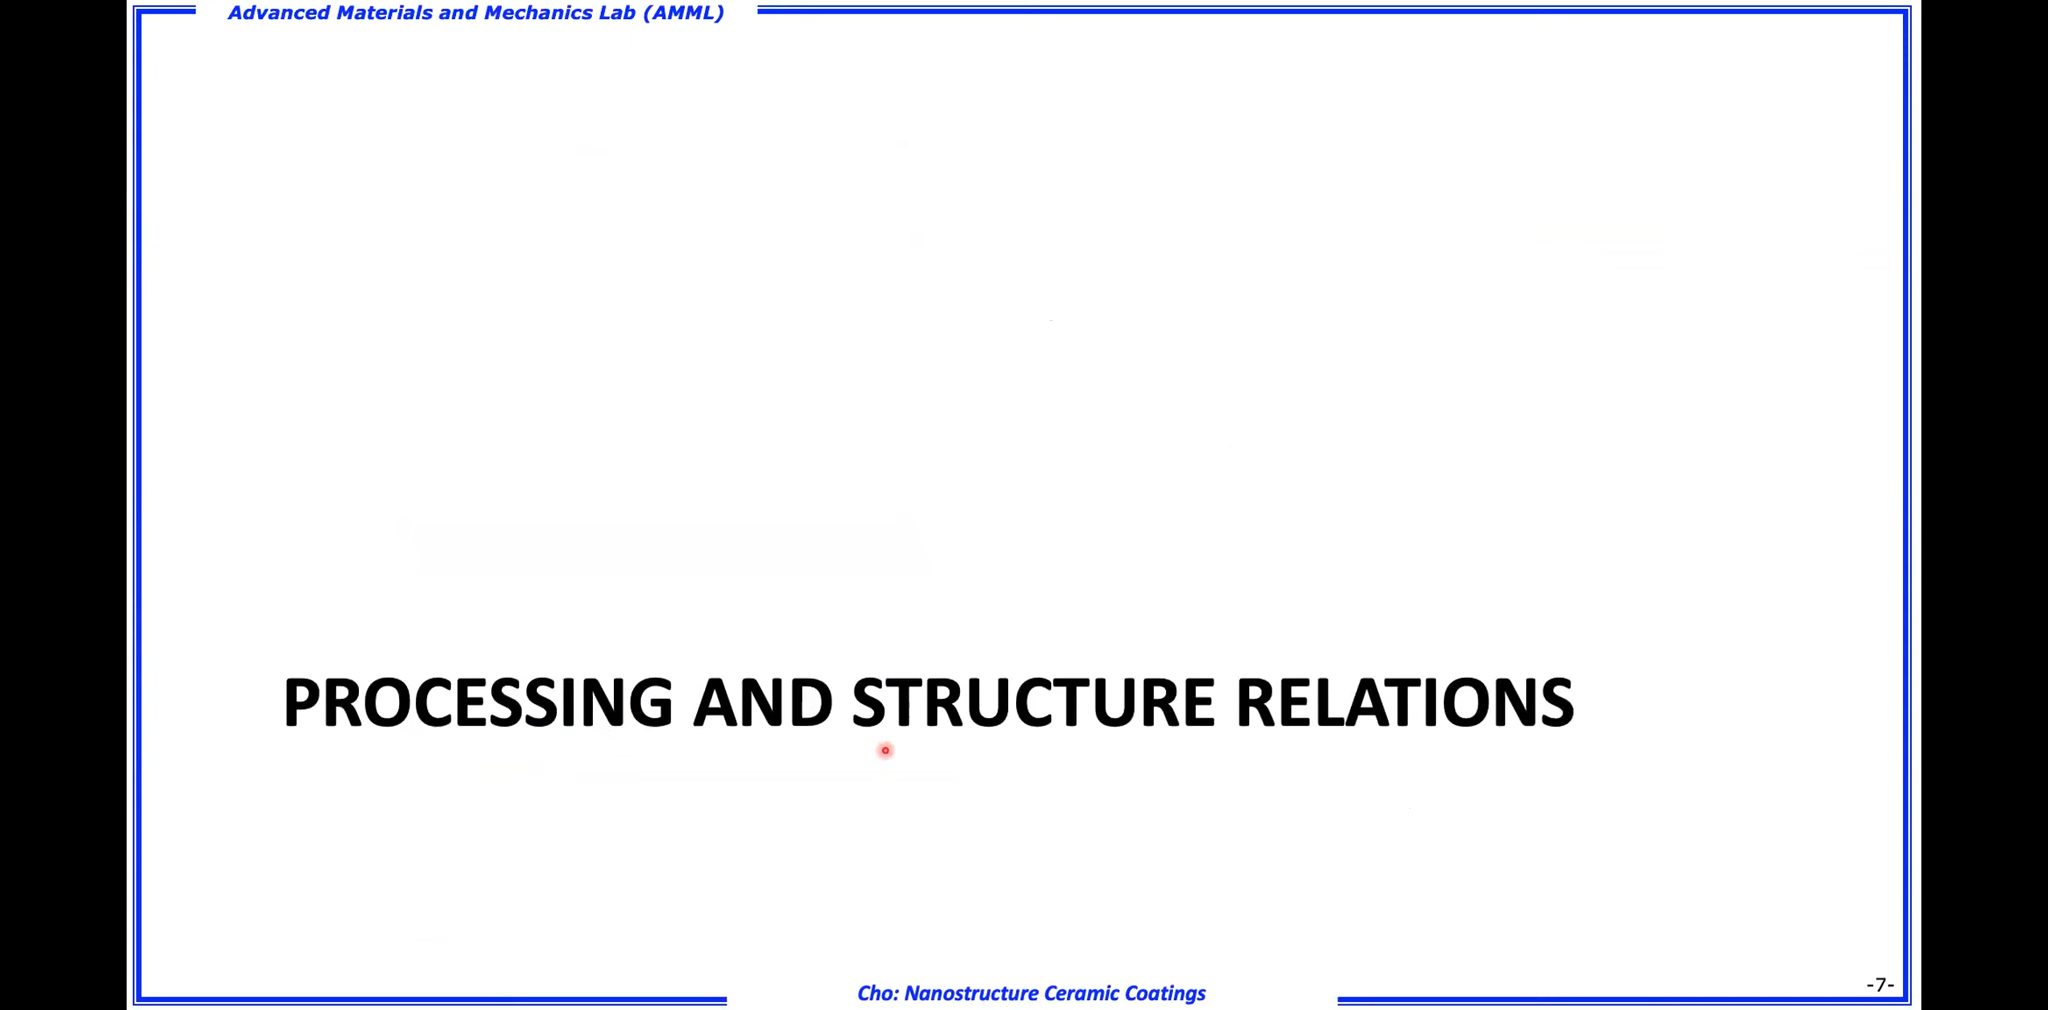 Advanced Materials and Mechanics Lab (AMML)
PROCESSING AND STRUCTURE RELATIONS
Cho: Nanostructure Ceramic Coatings
-7-